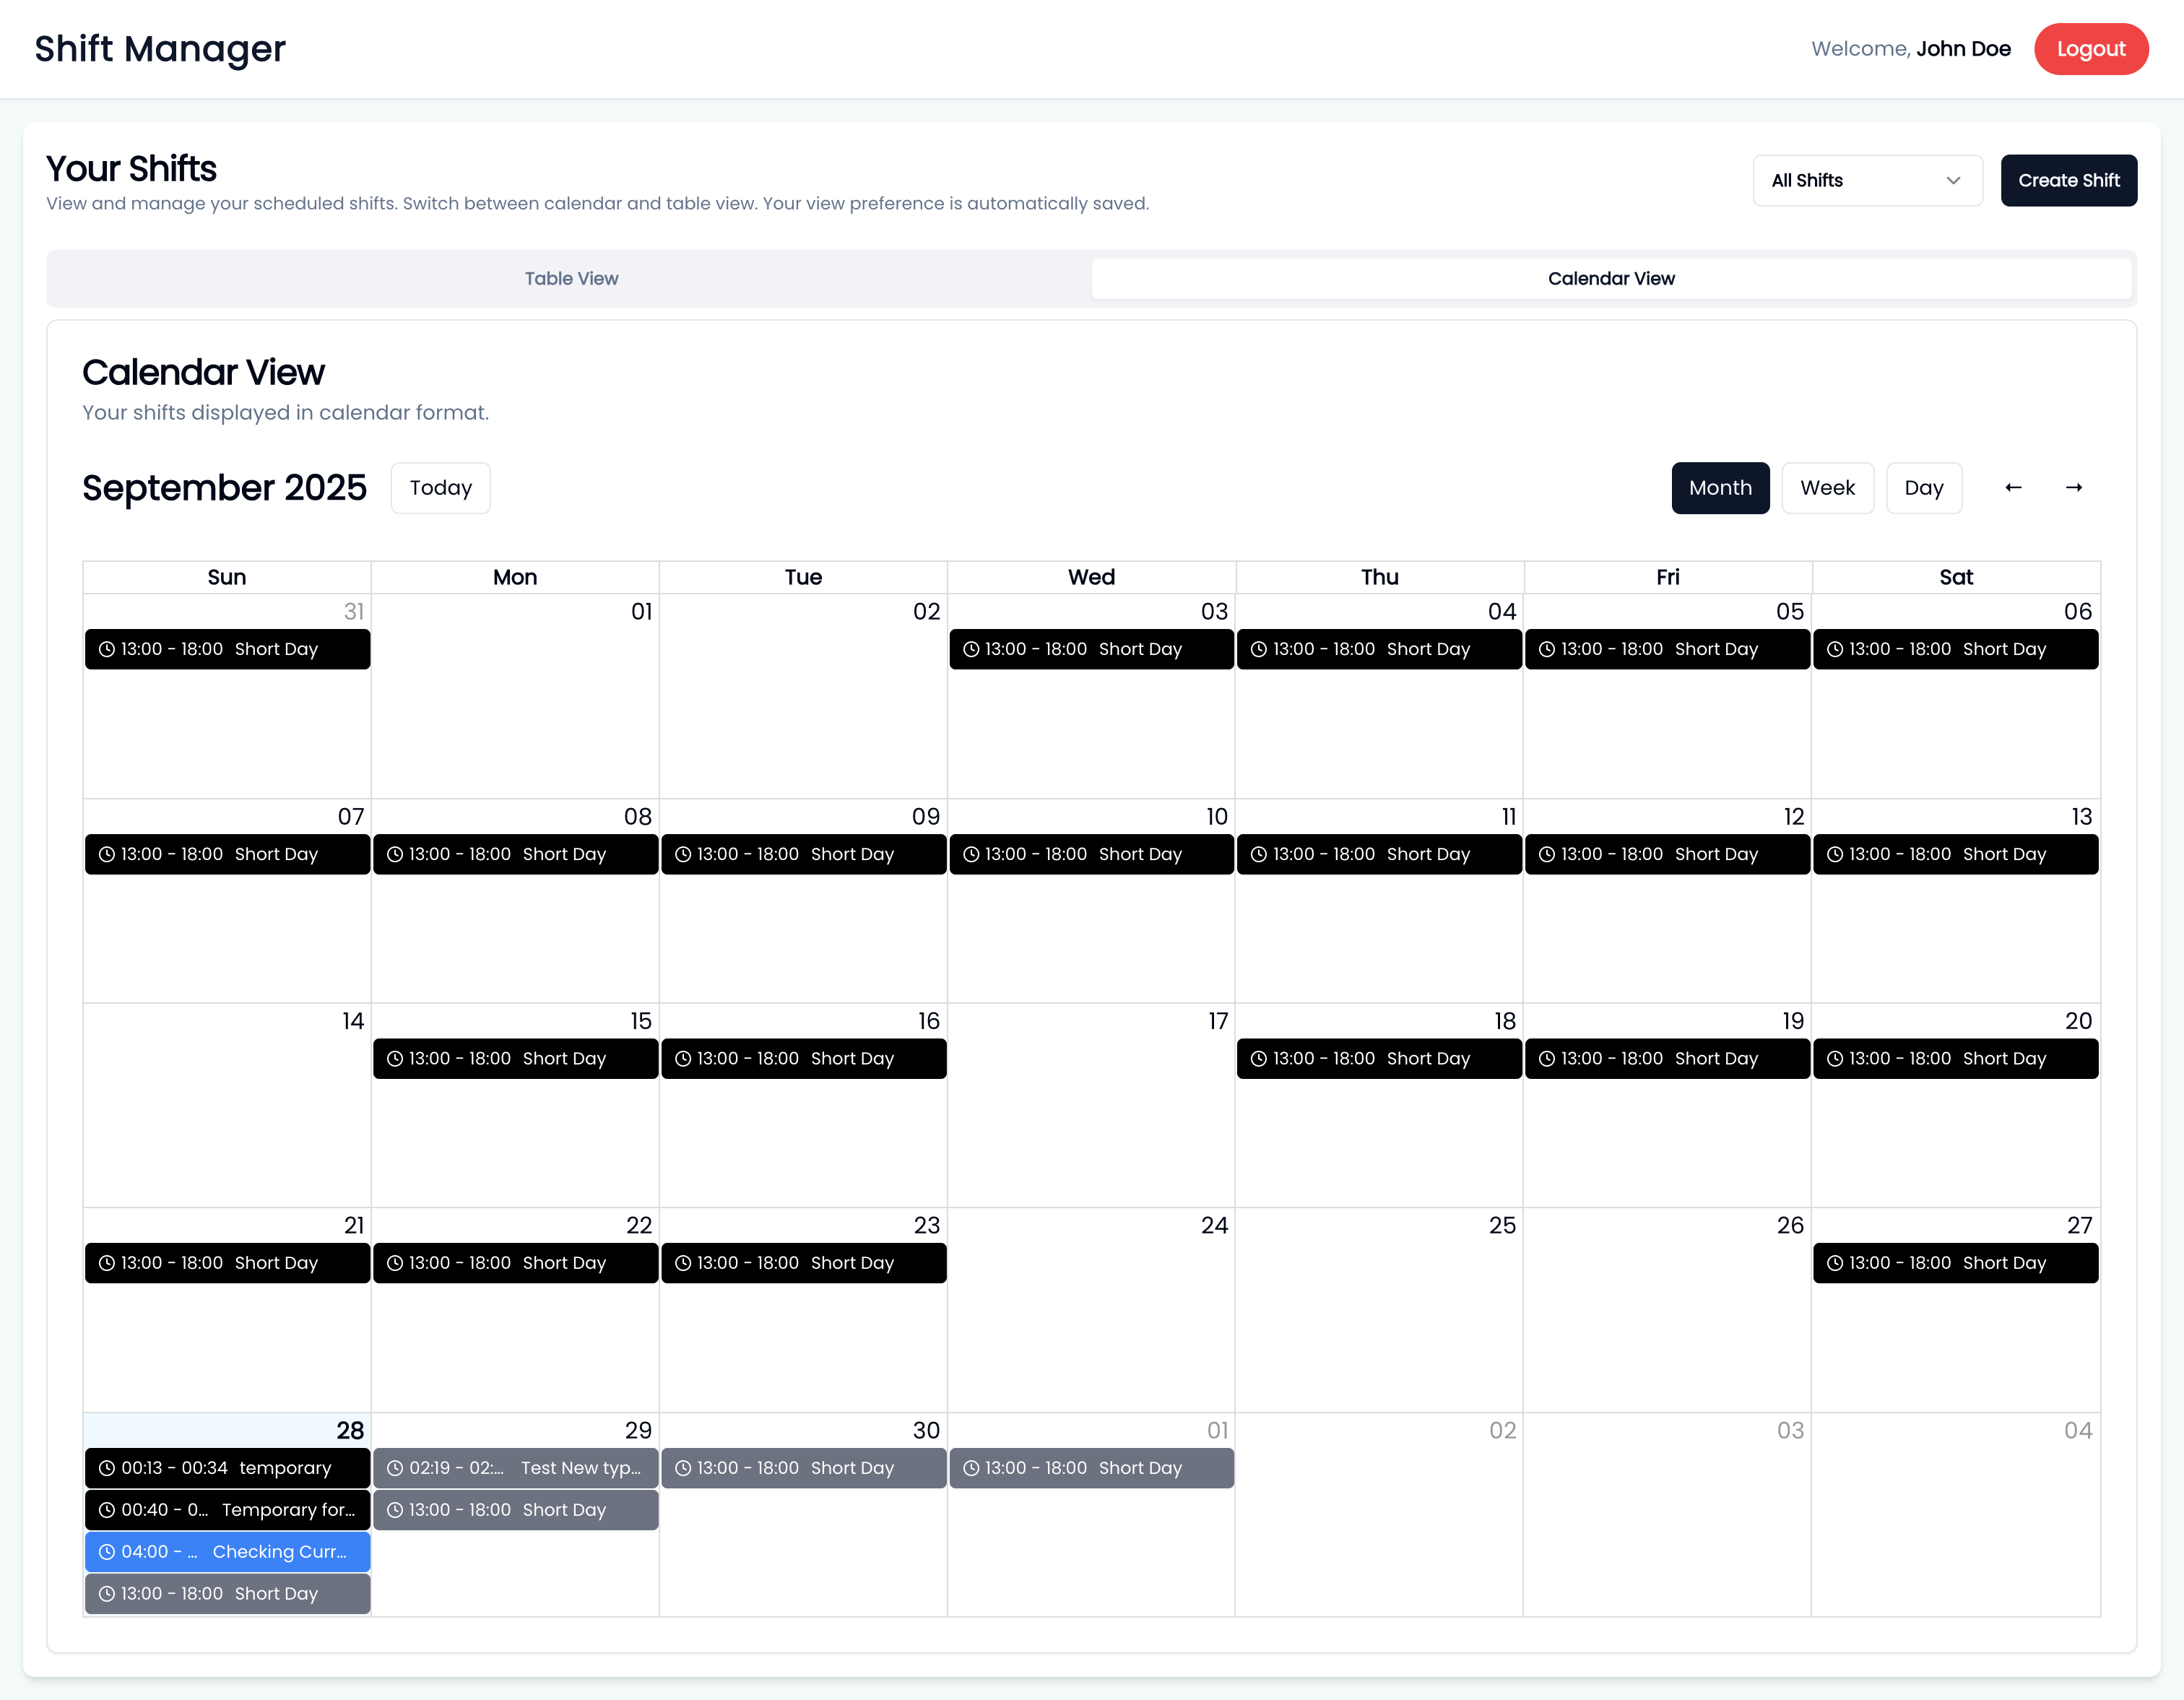 Shift Manager
Welcome, John Doe
Logout
Your Shifts
View and manage your scheduled shifts. Switch between calendar and table view. Your view preference is automatically saved.
All Shifts
Create Shift
Table View
Calendar View
Calendar View
Your shifts displayed in calendar format.
September 2025
Today
Month
Week
Day
← →
Sun Mon Tue Wed Thu Fri Sat
31 01 02 03 04 05 06
13:00 - 18:00 Short Day
13:00 - 18:00 Short Day
13:00 - 18:00 Short Day
13:00 - 18:00 Short Day
13:00 - 18:00 Short Day
07 08 09 10 11 12 13
13:00 - 18:00 Short Day
13:00 - 18:00 Short Day
13:00 - 18:00 Short Day
13:00 - 18:00 Short Day
13:00 - 18:00 Short Day
13:00 - 18:00 Short Day
13:00 - 18:00 Short Day
14 15 16 17 18 19 20
13:00 - 18:00 Short Day
13:00 - 18:00 Short Day
13:00 - 18:00 Short Day
13:00 - 18:00 Short Day
13:00 - 18:00 Short Day
21 22 23 24 25 26 27
13:00 - 18:00 Short Day
13:00 - 18:00 Short Day
13:00 - 18:00 Short Day
13:00 - 18:00 Short Day
28 29 30 01 02 03 04
00:13 - 00:34 temporary
02:19 - 02:... Test New typ...
13:00 - 18:00 Short Day
13:00 - 18:00 Short Day
00:40 - 0... Temporary for...
13:00 - 18:00 Short Day
04:00 - ... Checking Curr...
13:00 - 18:00 Short Day